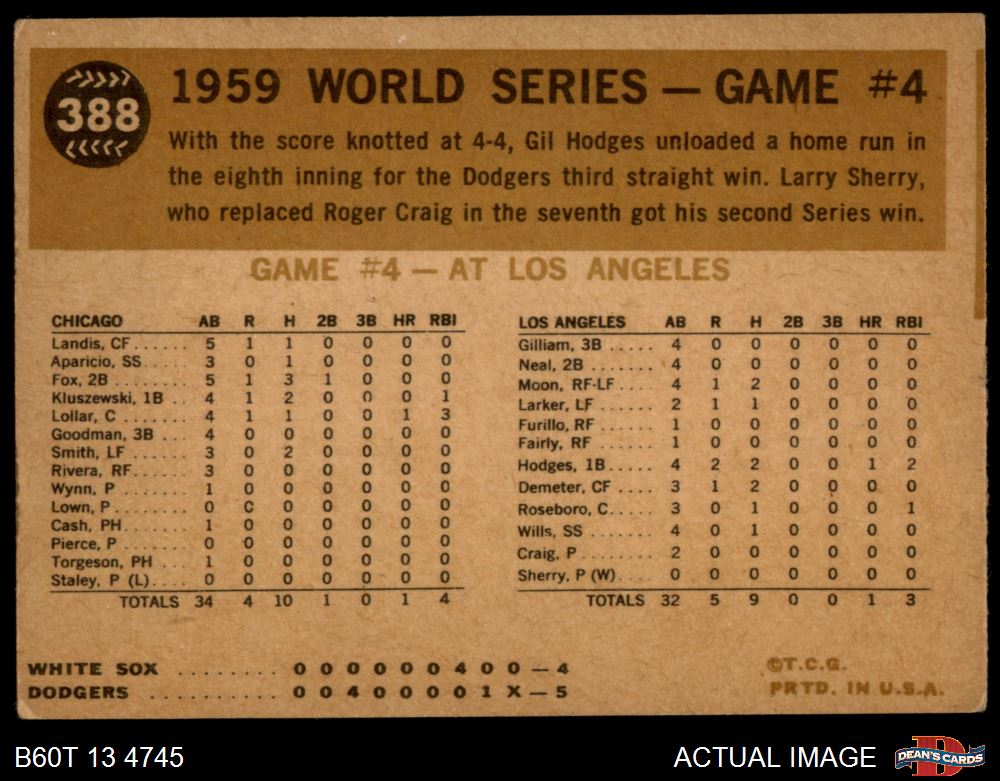 388
1959 WORLD SERIES — GAME #4
With the score knotted at 4-4, Gil Hodges unloaded a home run in
the eighth inning for the Dodgers third straight win. Larry Sherry,
who replaced Roger Craig in the seventh got his second Series win.
GAME #4 — AT LOS ANGELES
CHICAGO AB R H 2B 3B HR RBI
Landis, CF..... 5 1 1 0 0 0 0
Aparicio, SS..... 3 0 1 0 0 0 0
Fox, 2B........ 5 1 3 1 0 0 0
Kluszewski, 1B .. 4 1 2 0 0 0 1
Lollar, C ....... 4 1 1 0 0 1 3
Goodman, 3B ... 4 0 0 0 0 0 0
Smith, LF ...... 3 0 2 0 0 0 0
Rivera, RF...... 3 0 0 0 0 0 0
Wynn, P ....... 1 0 0 0 0 0 0
Lown, P........ 0 0 0 0 0 0 0
Cash, PH....... 1 0 0 0 0 0 0
Pierce, P ....... 0 0 0 0 0 0 0
Torgeson, PH ... 1 0 0 0 0 0 0
Staley, P (L).... 0 0 0 0 0 0 0
TOTALS 34 4 10 1 0 1 4
LOS ANGELES AB R H 2B 3B HR RBI
Gilliam, 3B ..... 4 0 0 0 0 0 0
Neal, 2B ....... 4 0 0 0 0 0 0
Moon, RF-LF .... 4 1 2 0 0 0 0
Larker, LF ...... 2 1 1 0 0 0 0
Furillo, RF ...... 1 0 0 0 0 0 0
Fairly, RF ...... 1 0 0 0 0 0 0
Hodges, 1B..... 4 2 2 0 0 1 2
Demeter, CF .... 3 1 2 0 0 0 0
Roseboro, C.... 3 0 1 0 0 0 1
Wills, SS ...... 4 0 1 0 0 0 0
Craig, P ....... 2 0 0 0 0 0 0
Sherry, P (W).... 0 0 0 0 0 0 0
TOTALS 32 5 9 0 0 1 3
WHITE SOX ........ 0 0 0 0 0 0 4 0 0 — 4
DODGERS .......... 0 0 4 0 0 0 0 1 X — 5
©T.C.G.
PRTD. IN U.S.A.
B60T 13 4745
ACTUAL IMAGE
D
DEAN'S CARDS